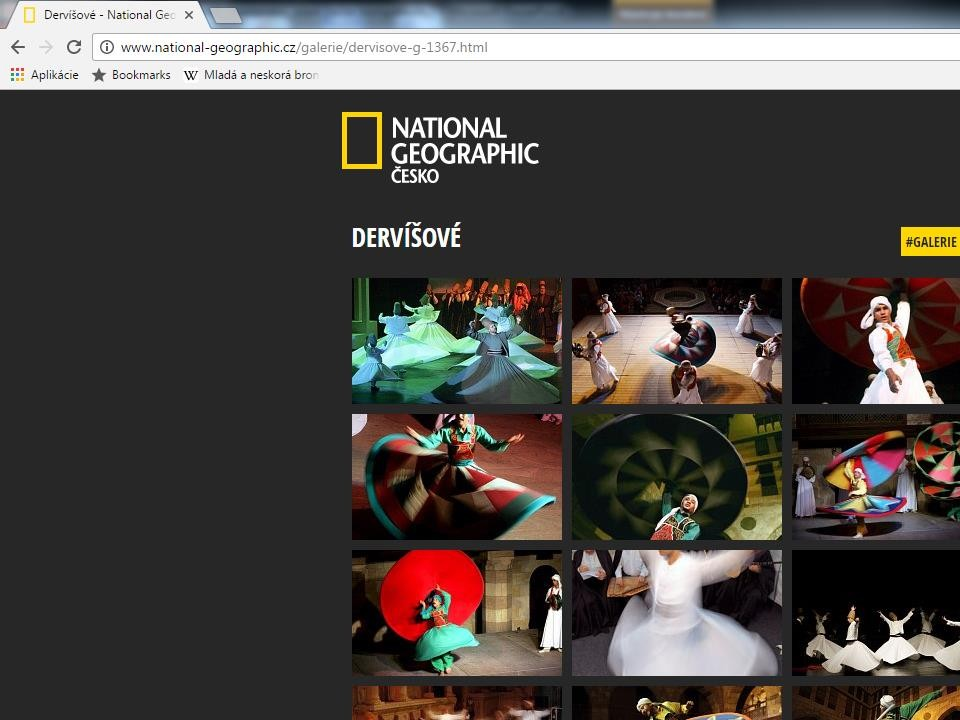 Dervíšové - National Geo
www.national-geographic.cz/galerie/dervisove-g-1367.html
Aplikácie
Bookmarks
W Mladá a neskorá bron
NATIONAL
GEOGRAPHIC
ČESKO
DERVÍŠOVÉ
#GALERIE